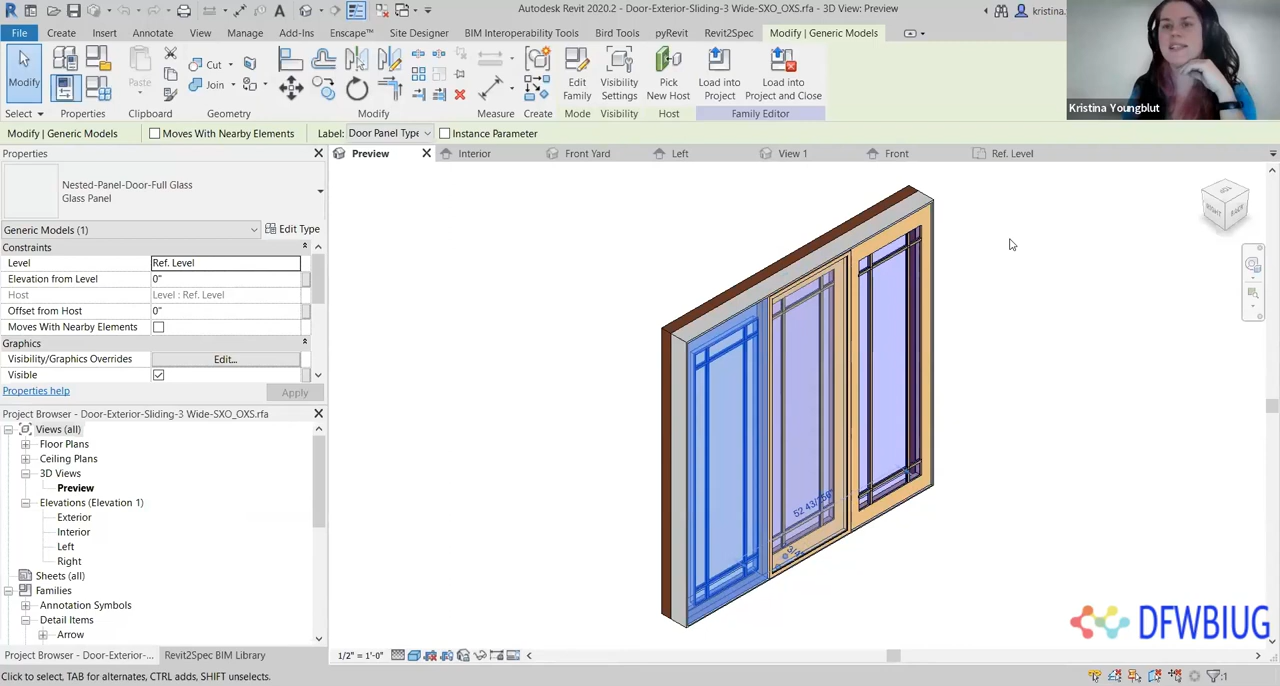 Autodesk Revit 2020.2 - Door-Exterior-Sliding-3 Wide-SXO_OXS.rfa - 3D View: Preview
kristina.
File Create Insert Annotate View Manage Add-Ins Enscape™ Site Designer BIM Interoperability Tools Bird Tools pyRevit Revit2Spec Modify | Generic Models
Modify
Paste
Cut
Join
Edit
Family
Visibility
Settings
Pick
New Host
Load into
Project
Load into
Project and Close
Select Properties Clipboard Geometry Modify Measure Create Mode Visibility Host Family Editor
Kristina Youngblut
Modify | Generic Models Moves With Nearby Elements Label: Door Panel Type Instance Parameter
Properties
Preview Interior Front Yard Left View 1 Front Ref. Level
Nested-Panel-Door-Full Glass
Glass Panel
Generic Models (1) Edit Type
Constraints
Level Ref. Level
Elevation from Level 0"
Host Level : Ref. Level
Offset from Host 0"
Moves With Nearby Elements
Graphics
Visibility/Graphics Overrides Edit...
Visible
Properties help Apply
Project Browser - Door-Exterior-Sliding-3 Wide-SXO_OXS.rfa
Views (all)
Floor Plans
Ceiling Plans
3D Views
Preview
Elevations (Elevation 1)
Exterior
Interior
Left
Right
Sheets (all)
Families
Annotation Symbols
Detail Items
Arrow
TOP
RIGHT
BACK
52 43/256"
DFWBIUG
Project Browser - Door-Exterior-... Revit2Spec BIM Library
1/2" = 1'-0"
Click to select, TAB for alternates, CTRL adds, SHIFT unselects.
:1